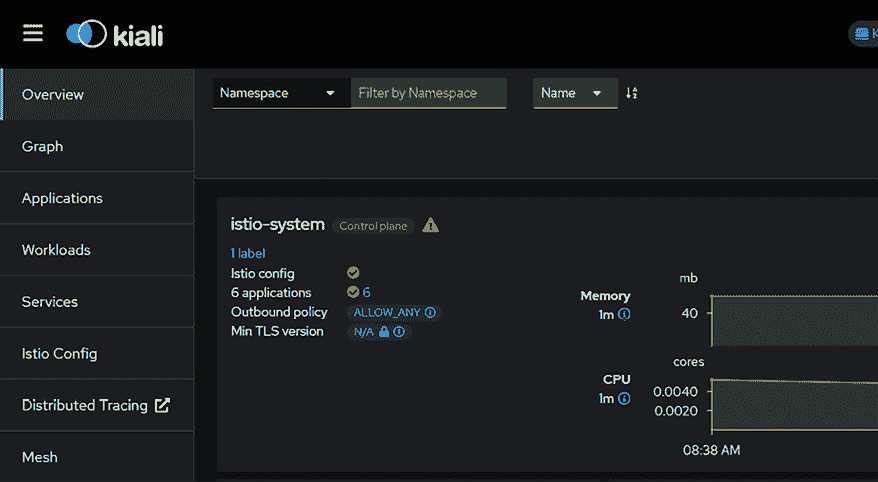 kiali
K
Overview
Graph
Applications
Workloads
Services
Istio Config
Distributed Tracing
Mesh
Namespace Filter by Namespace Name
istio-system Control plane
1 label
Istio config
6 applications 6
Outbound policy ALLOW_ANY
Min TLS version N/A
mb
Memory
1m 40
cores
CPU
1m 0.0040
0.0020
08:38 AM